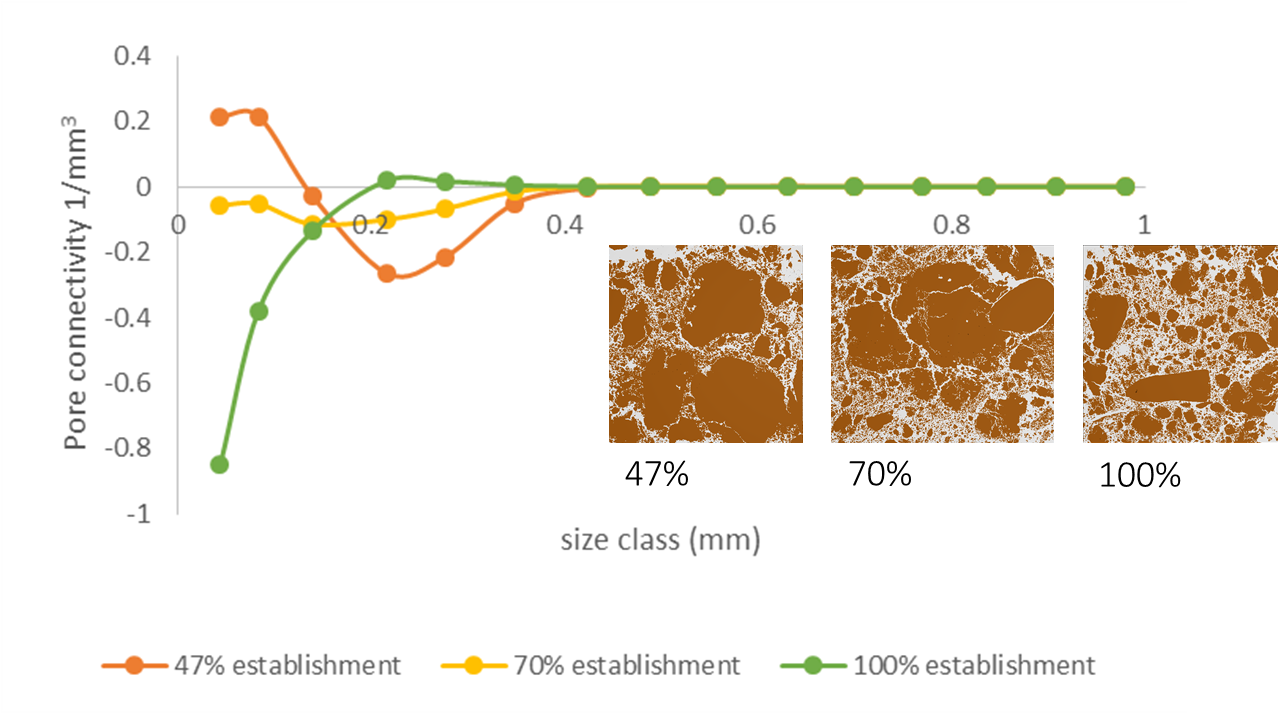 0.4
0.2
0
-0.2
-0.4
-0.6
-0.8
-1
Pore connectivity 1/mm³
0 0.2 0.4 0.6 0.8 1
47% 70% 100%
size class (mm)
47% establishment 70% establishment 100% establishment